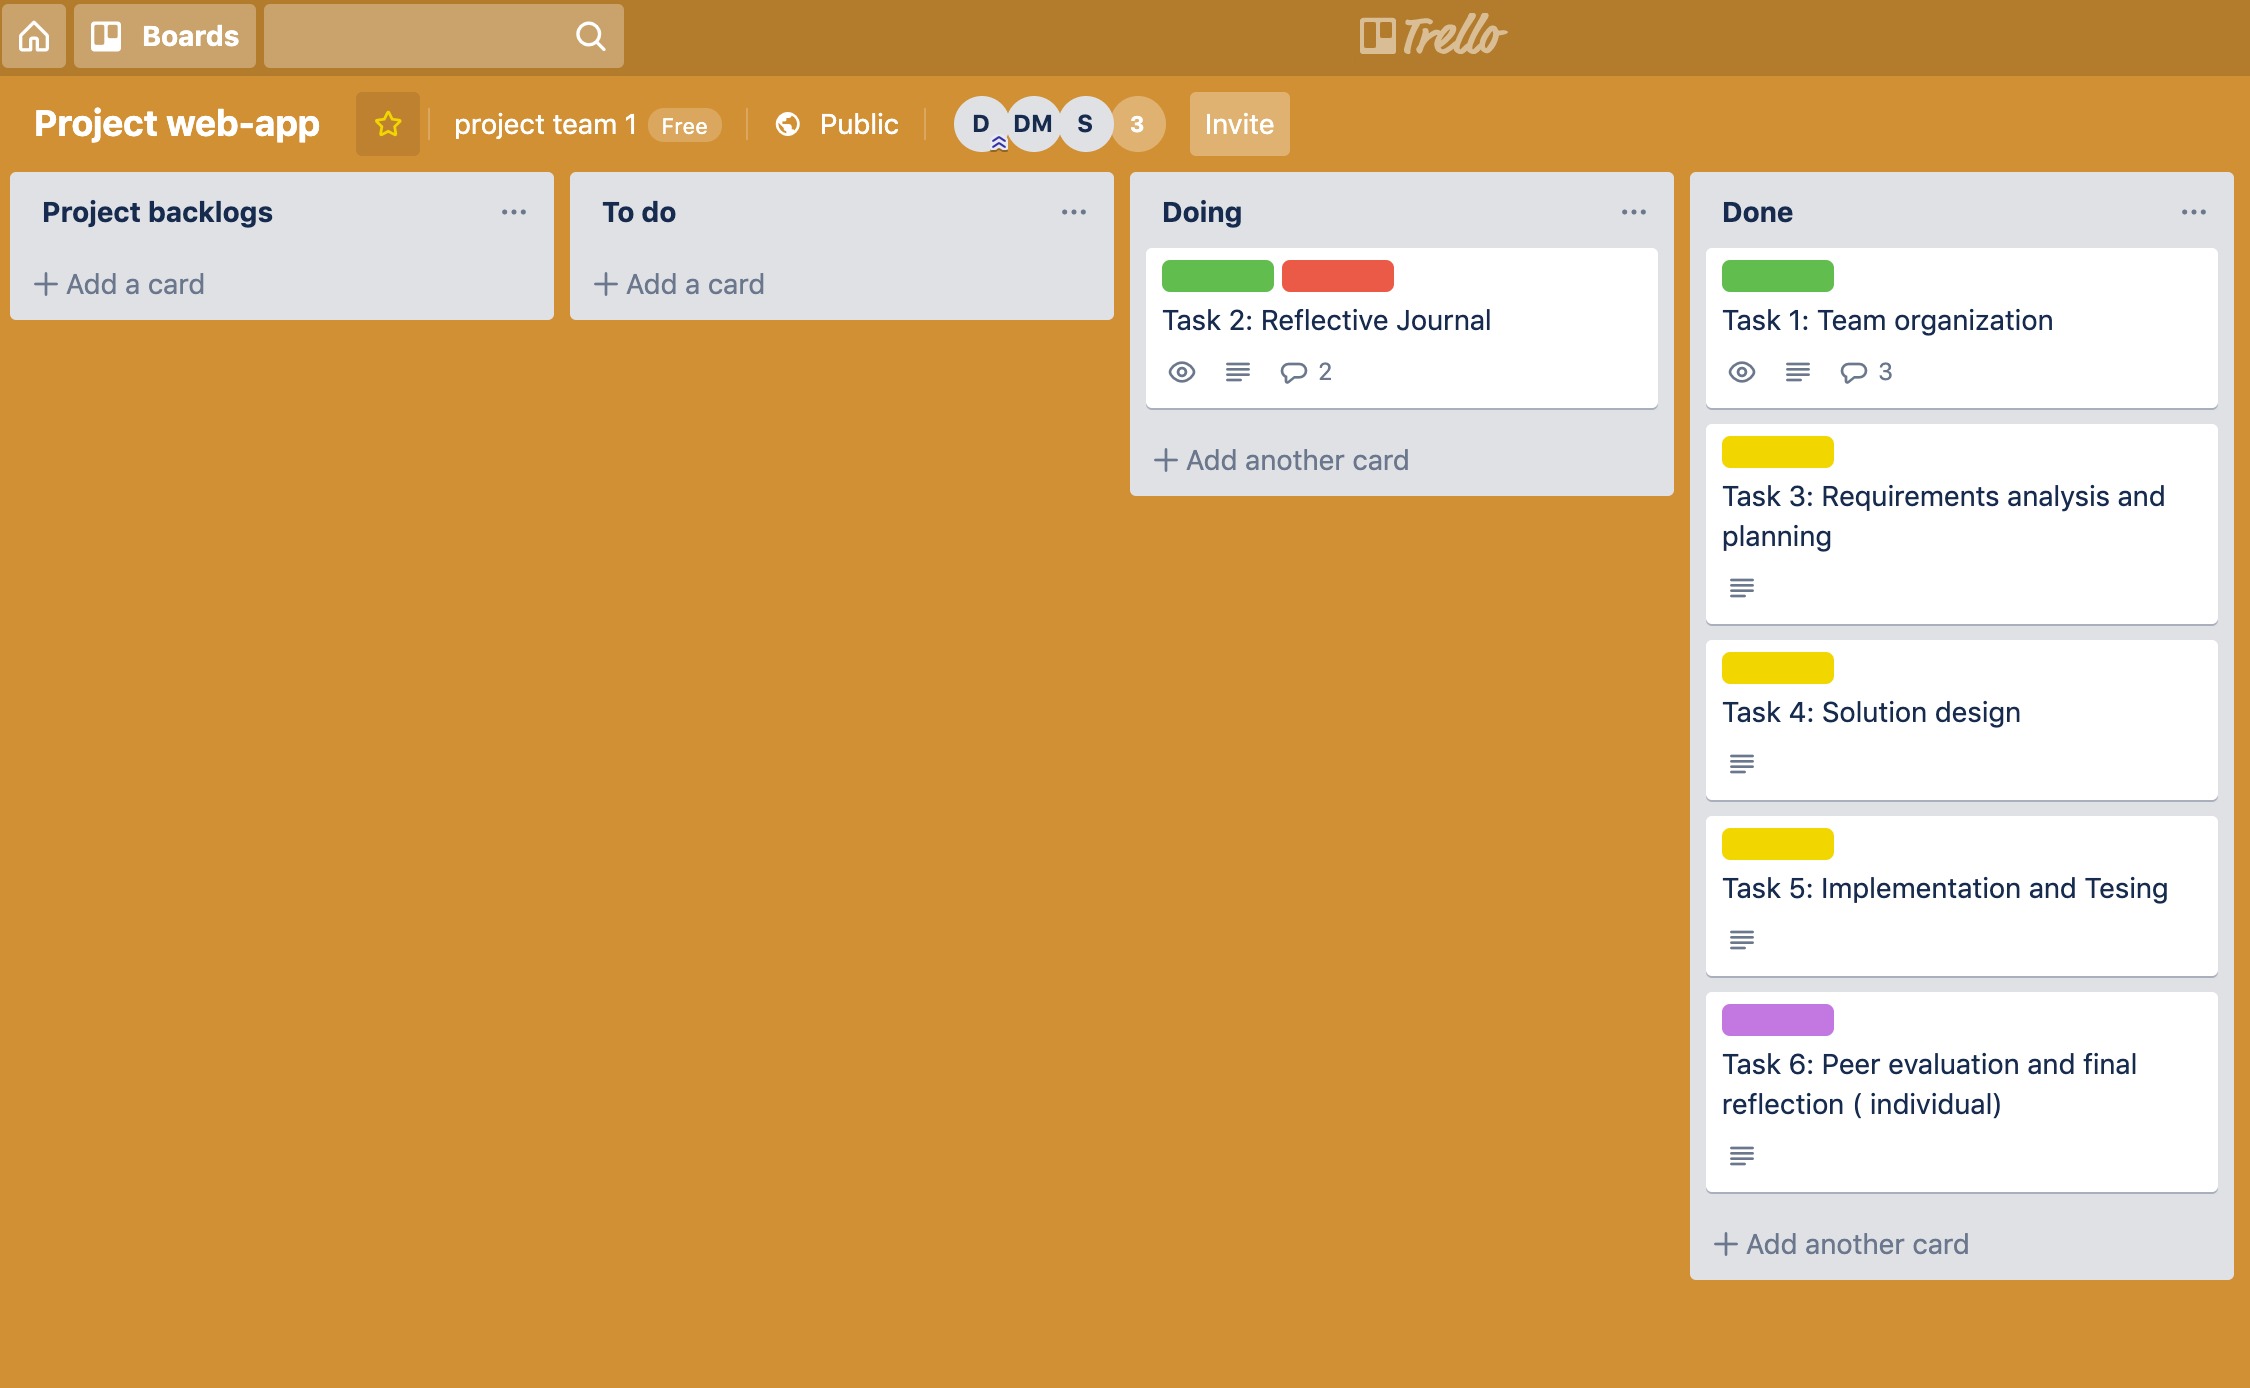 Boards
Trello
Project web-app
project team 1 Free
Public
D DM S 3
Invite
Project backlogs
Add a card
To do
Add a card
Doing
Task 2: Reflective Journal
2
Add another card
Done
Task 1: Team organization
3
Task 3: Requirements analysis and
planning
Task 4: Solution design
Task 5: Implementation and Tesing
Task 6: Peer evaluation and final
reflection ( individual)
Add another card